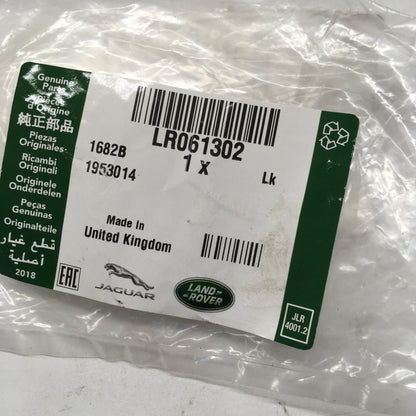 Genuine
Parts
Pièces
d'Origine
純正部品
Piezas
Originales
Ricambi
Originali
Originele
Onderdelen
Peças
Genuinas
Originalteile
قطع غيار
أصلية
2018
LR061302
1682B
1 X
1953014
Lk
Made In
United Kingdom
EAC
JAGUAR
LAND-
-ROVER
JLR
4001.2